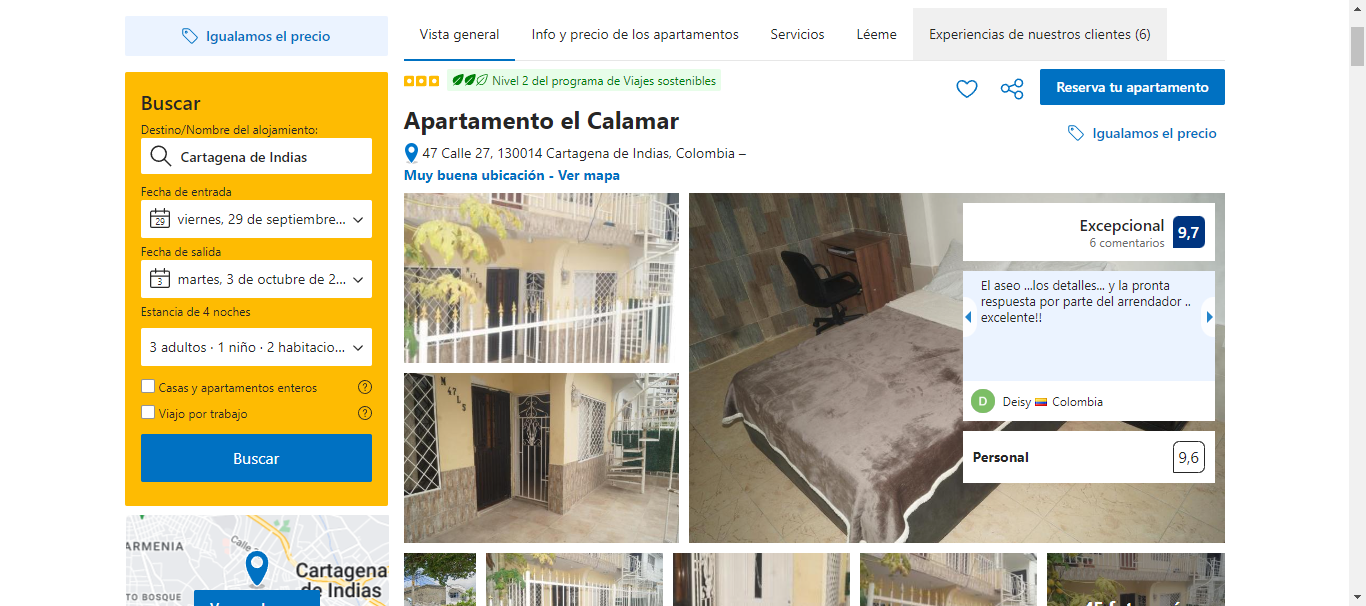 Igualamos el precio
Vista general
Info y precio de los apartamentos
Servicios
Léeme
Experiencias de nuestros clientes (6)
Buscar
Destino/Nombre del alojamiento:
Cartagena de Indias
Fecha de entrada
29
viernes, 29 de septiembre...
Fecha de salida
3
martes, 3 de octubre de 2...
Estancia de 4 noches
3 adultos · 1 niño · 2 habitacio...
Casas y apartamentos enteros
Viajo por trabajo
Buscar
Nivel 2 del programa de Viajes sostenibles
Reserva tu apartamento
Apartamento el Calamar
Igualamos el precio
47 Calle 27, 130014 Cartagena de Indias, Colombia –
Muy buena ubicación - Ver mapa
Excepcional
6 comentarios
9,7
El aseo ...los detalles... y la pronta
respuesta por parte del arrendador ..
excelente!!
D
Deisy
Colombia
Personal
9,6
ARMENIA
Calle
Cartagena
de Indias
TO BOSQUE